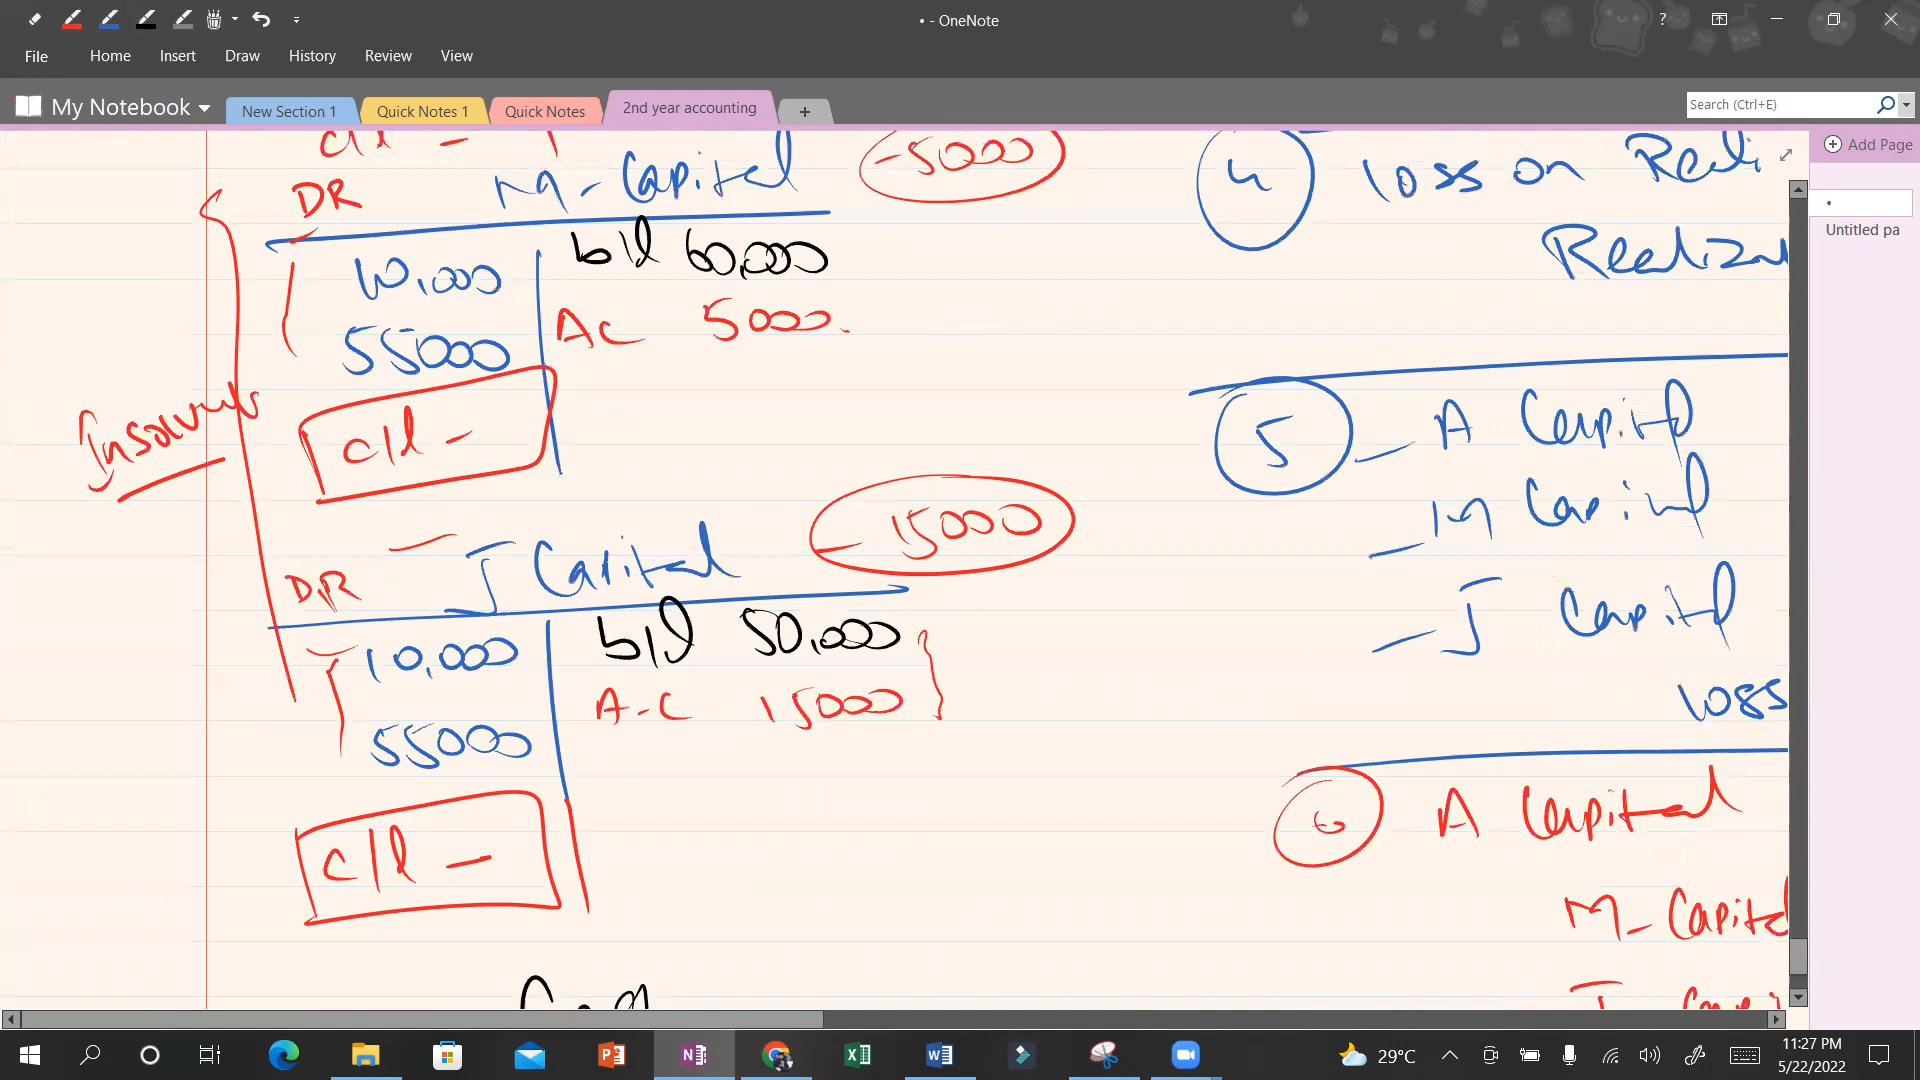 • - OneNote
?
File Home Insert Draw History Review View
My Notebook
New Section 1 Quick Notes 1 Quick Notes 2nd year accounting +
Search (Ctrl+E)
Add Page
•
Untitled pa
c/d -
-5000
DR M - Capital
10,000 b/d 60,000
55000 AC 5000
c/d -
Insolvent
-15000
DR J Capital
10,000 b/d 50,000
A-C 15000
55000
c/d -
4 loss on Reali
Realiza
5 - A Capital
- M Capital
- J Capital
loss
6 A Capital
M - Capital
J Capi
29°C
11:27 PM
5/22/2022